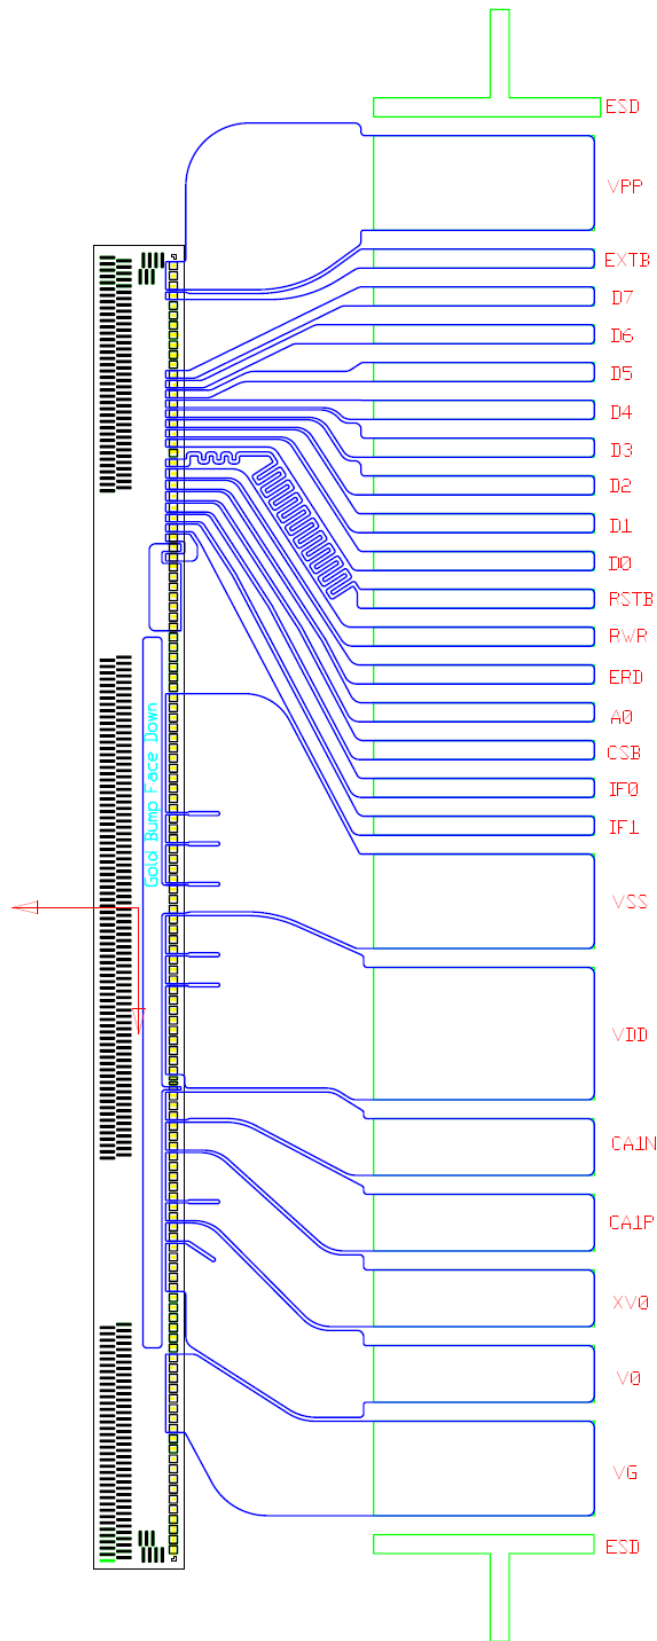 ESD
VPP
EXTB
D7
D6
D5
D4
D3
D2
D1
D0
RSTB
RWR
ERD
A0
CSB
IF0
IF1
Gold Bump Face Down
VSS
VDD
CA1N
CA1P
XV0
V0
VG
ESD